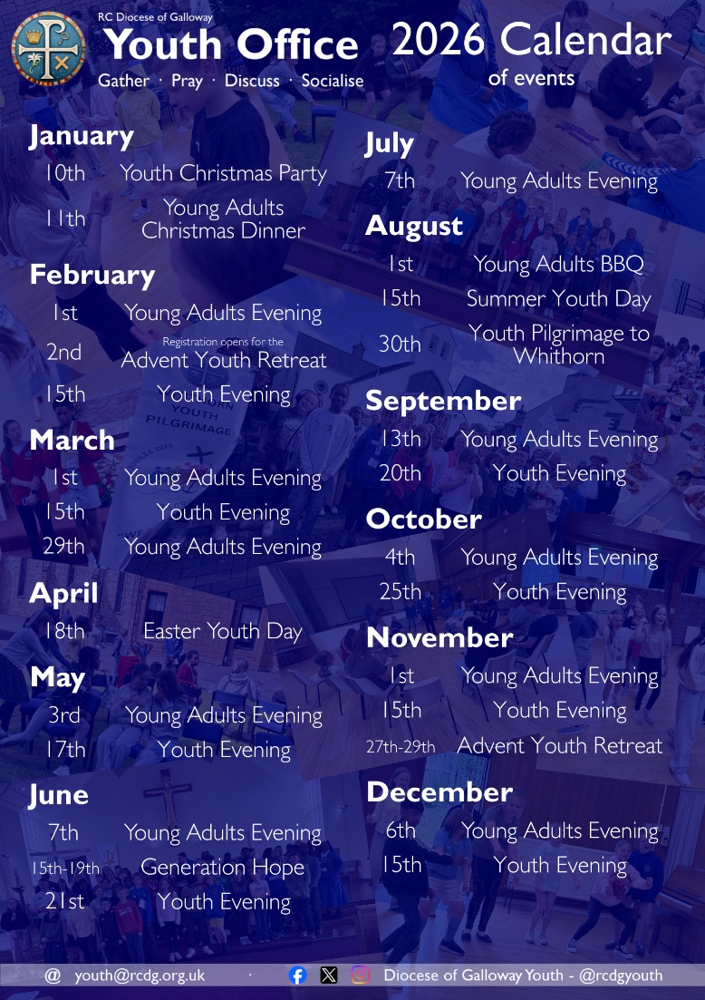 RC Diocese of Galloway
Youth Office
Gather · Pray · Discuss · Socialise
2026 Calendar
of events
January
10th Youth Christmas Party
11th Young Adults
Christmas Dinner
February
1st Young Adults Evening
2nd Registration opens for the
Advent Youth Retreat
15th Youth Evening
March
1st Young Adults Evening
15th Youth Evening
29th Young Adults Evening
April
18th Easter Youth Day
May
3rd Young Adults Evening
17th Youth Evening
June
7th Young Adults Evening
15th-19th Generation Hope
21st Youth Evening
July
7th Young Adults Evening
August
1st Young Adults BBQ
15th Summer Youth Day
30th Youth Pilgrimage to
Whithorn
September
13th Young Adults Evening
20th Youth Evening
October
4th Young Adults Evening
25th Youth Evening
November
1st Young Adults Evening
15th Youth Evening
27th-29th Advent Youth Retreat
December
6th Young Adults Evening
15th Youth Evening
YOUTH
PILGRIMAGE
@ youth@rcdg.org.uk · Diocese of Galloway Youth - @rcdgyouth